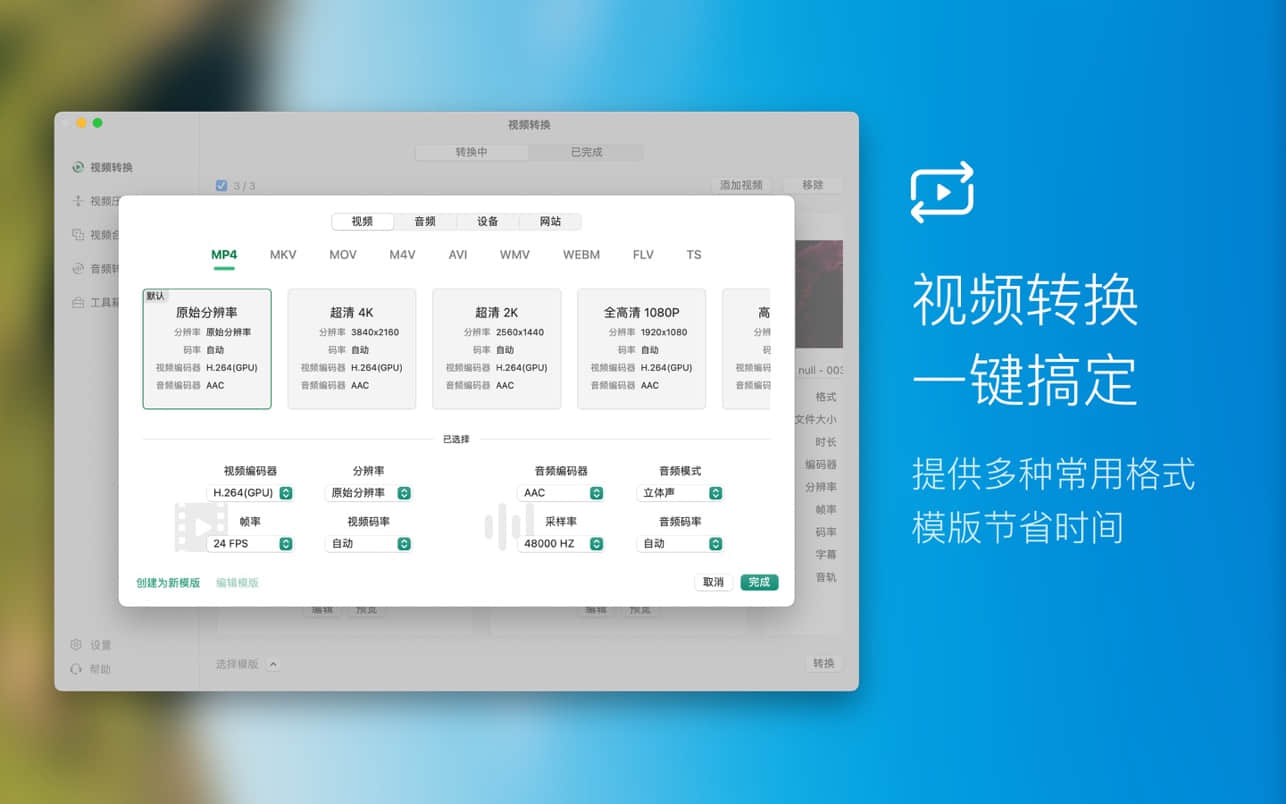 视频转换
转换中 已完成
视频转换
3 / 3
添加视频 移除
视频压
视频合
音频转
工具箱
视频 音频 设备 网站
MP4 MKV MOV M4V AVI WMV WEBM FLV TS
默认
原始分辨率
分辨率 原始分辨率
码率 自动
视频编码器 H.264(GPU)
音频编码器 AAC
超清 4K
分辨率 3840x2160
码率 自动
视频编码器 H.264(GPU)
音频编码器 AAC
超清 2K
分辨率 2560x1440
码率 自动
视频编码器 H.264(GPU)
音频编码器 AAC
全高清 1080P
分辨率 1920x1080
码率 自动
视频编码器 H.264(GPU)
音频编码器 AAC
高
分辨
码
视频编码
音频编码
已选择
视频编码器 分辨率 音频编码器 音频模式
H.264(GPU) 原始分辨率 AAC 立体声
帧率 视频码率 采样率 音频码率
24 FPS 自动 48000 HZ 自动
创建为新模版 编辑模版
取消 完成
null - 003
格式
文件大小
时长
编码器
分辨率
帧率
码率
字幕
音轨
编辑 预览 编辑 预览
设置
帮助
选择模版
转换
视频转换
一键搞定
提供多种常用格式
模版节省时间